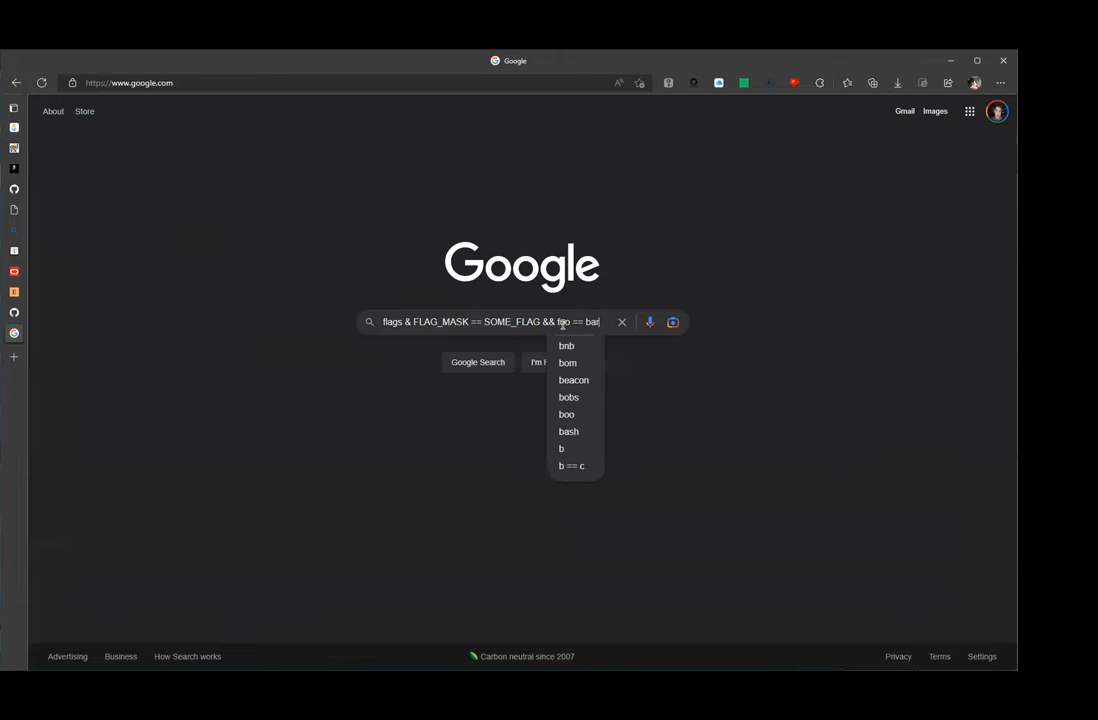 Google
https://www.google.com
About Store
Gmail Images
Google
flags & FLAG_MASK == SOME_FLAG && foo == bar
Google Search I'm F
bnb
bom
beacon
bobs
boo
bash
b
b == c
Advertising Business How Search works
Carbon neutral since 2007
Privacy Terms Settings